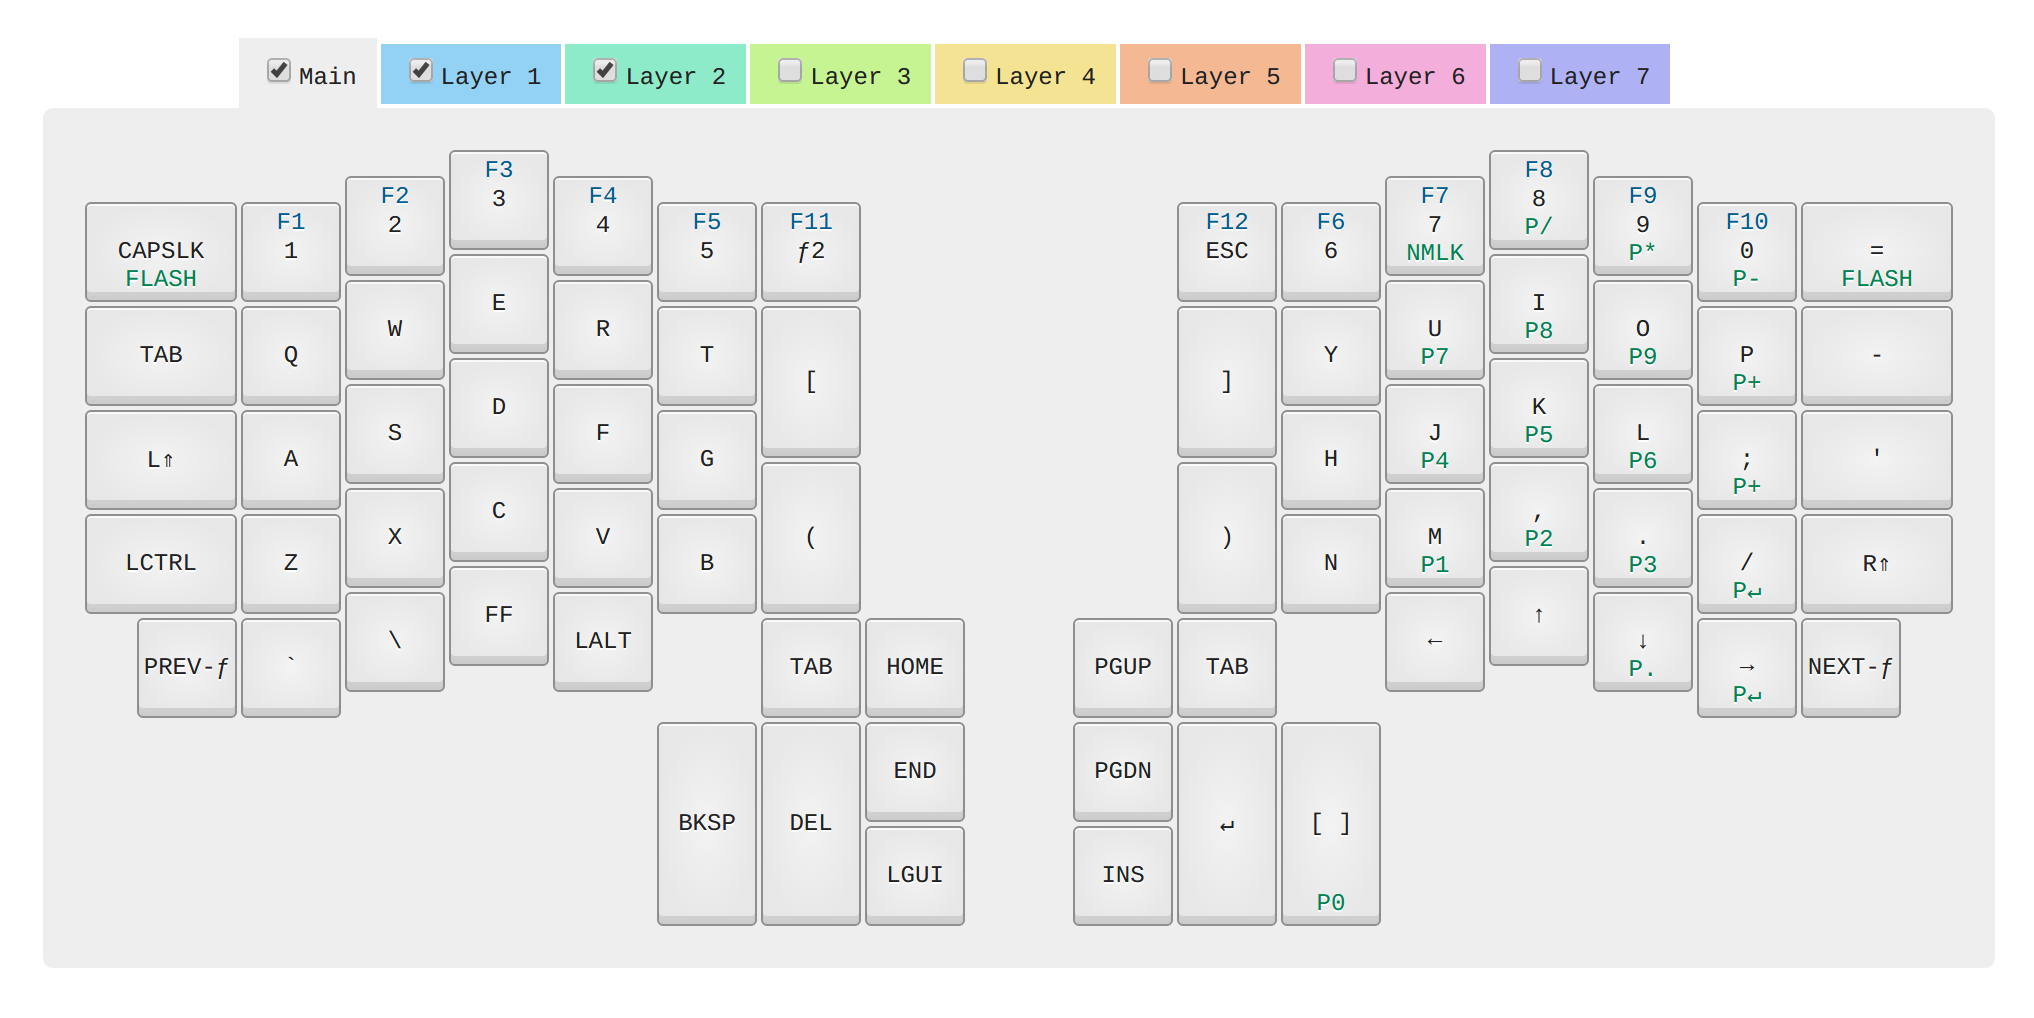 Main Layer 1 Layer 2 Layer 3 Layer 4 Layer 5 Layer 6 Layer 7
F3 F8
3 8
P/
F2 F4 F7 F9
2 4 7 9
NMLK P*
F1 F5 F11 F12 F6 F10
CAPSLK 1 5 ƒ2 ESC 6 0 =
FLASH P- FLASH
E I
P8
W R U O
P7 P9
TAB Q T Y P -
P+
[ ]
D K
P5
S F J L
P4 P6
L⇑ A G H ; '
P+
C ,
P2
X V ( ) M .
P1 P3
LCTRL Z B N / R⇑
P↵
FF ↑
\ LALT ← ↓
P.
PREV-ƒ ` TAB HOME PGUP TAB → NEXT-ƒ
P↵
END PGDN
BKSP DEL ↵ [ ]
LGUI INS
P0